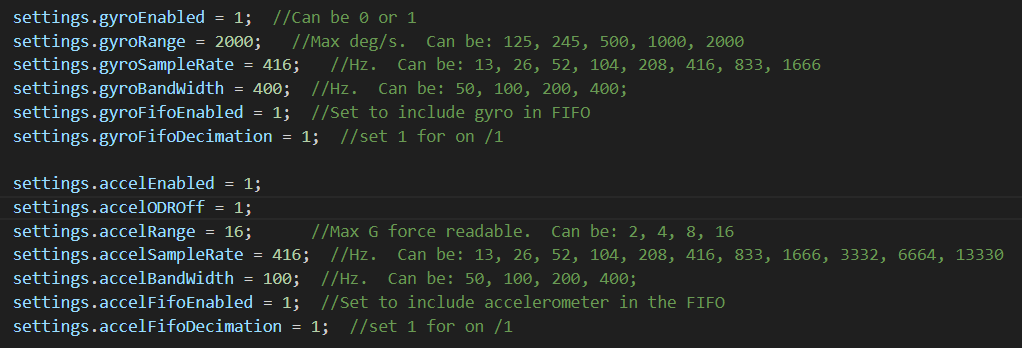 settings.gyroEnabled = 1;  //Can be 0 or 1
settings.gyroRange = 2000;   //Max deg/s.  Can be: 125, 245, 500, 1000, 2000
settings.gyroSampleRate = 416;   //Hz.  Can be: 13, 26, 52, 104, 208, 416, 833, 1666
settings.gyroBandWidth = 400;  //Hz.  Can be: 50, 100, 200, 400;
settings.gyroFifoEnabled = 1;  //Set to include gyro in FIFO
settings.gyroFifoDecimation = 1;  //set 1 for on /1

settings.accelEnabled = 1;
settings.accelODROff = 1;
settings.accelRange = 16;      //Max G force readable.  Can be: 2, 4, 8, 16
settings.accelSampleRate = 416;  //Hz.  Can be: 13, 26, 52, 104, 208, 416, 833, 1666, 3332, 6664, 13330
settings.accelBandWidth = 100;  //Hz.  Can be: 50, 100, 200, 400;
settings.accelFifoEnabled = 1;  //Set to include accelerometer in the FIFO
settings.accelFifoDecimation = 1;  //set 1 for on /1